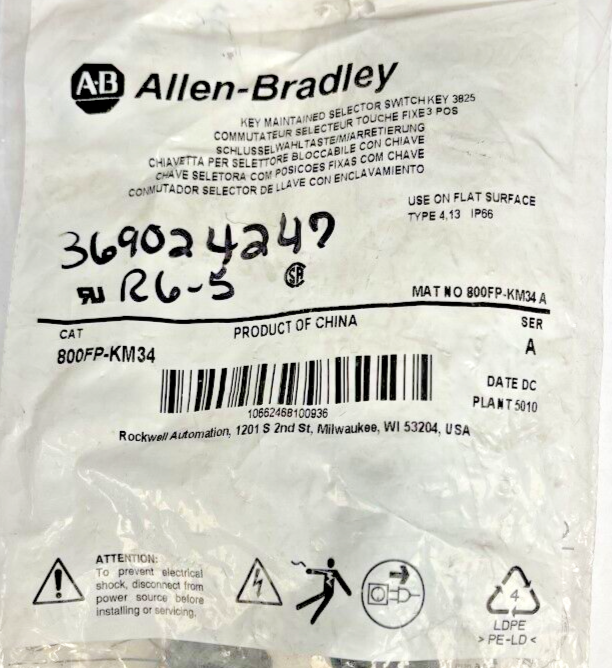 A-B Allen-Bradley
KEY MAINTAINED SELECTOR SWITCH KEY 3825
COMMUTATEUR SELECTEUR TOUCHE FIXE 3 POS
SCHLUSSELWAHLTASTE/M/ARRETIERUNG
CHIAVETTA PER SELETTORE BLOCCABILE CON CHIAVE
CHAVE SELETORA COM POSICOES FIXAS COM CHAVE
CONMUTADOR SELECTOR DE LLAVE CON ENCLAVAMIENTO
USE ON FLAT SURFACE
TYPE 4,13 IP66
369024247
R6-5
MAT NO 800FP-KM34 A
CAT
800FP-KM34
PRODUCT OF CHINA
SER
A
10662468100936
DATE DC
PLANT 5010
Rockwell Automation, 1201 S 2nd St, Milwaukee, WI 53204, USA
ATTENTION:
To prevent electrical
shock, disconnect from
power source before
installing or servicing.
4
LDPE
> PE-LD <